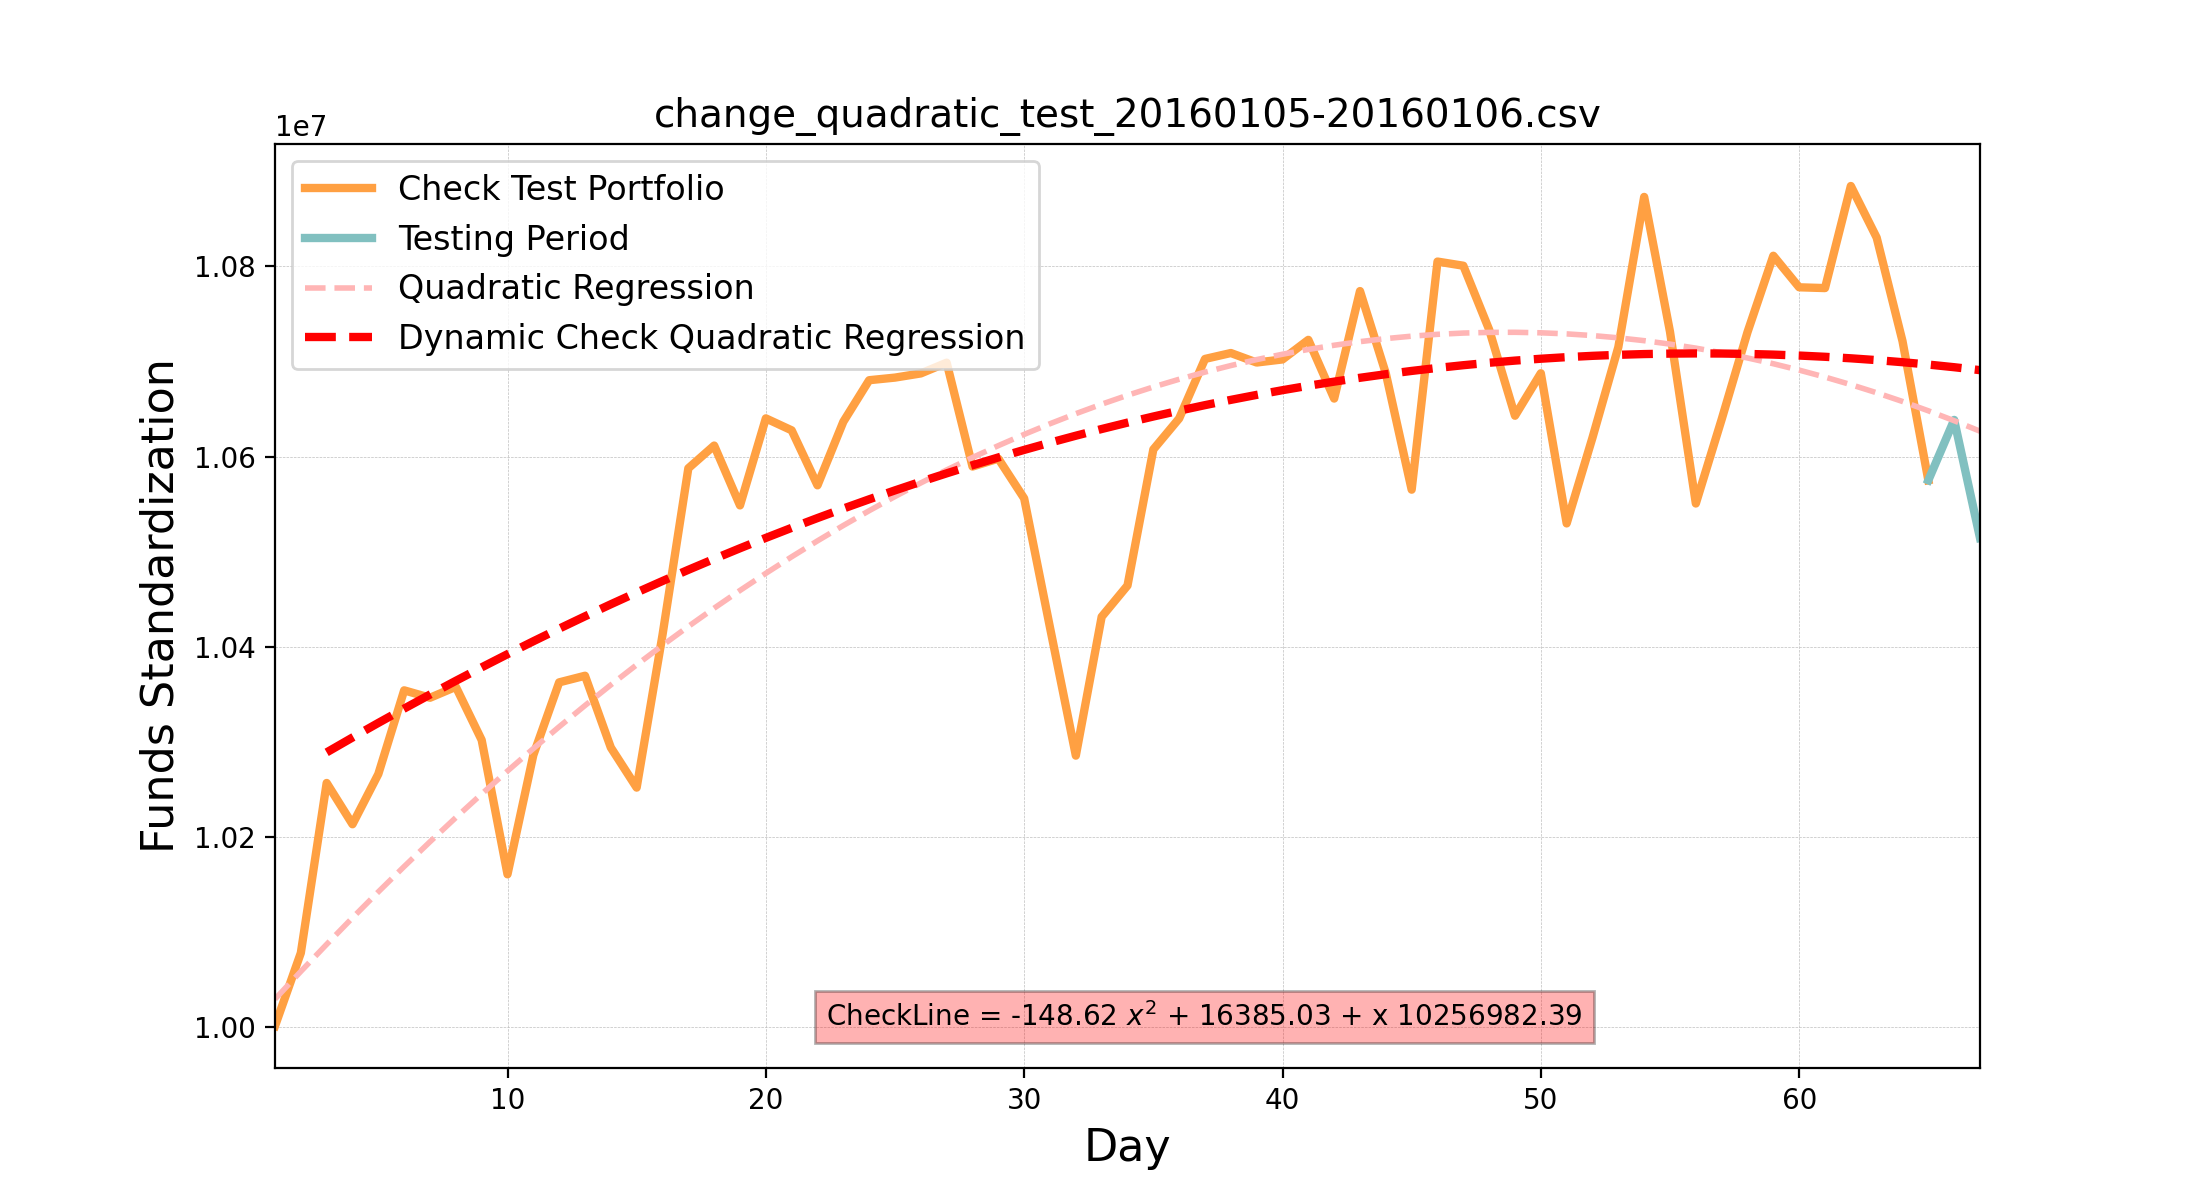 change_quadratic_test_20160105-20160106.csv
1e7
Check Test Portfolio
Testing Period
Quadratic Regression
Dynamic Check Quadratic Regression
1.08
1.06
1.04
1.02
1.00
Funds Standardization
CheckLine = -148.62 x² + 16385.03 + x 10256982.39
10 20 30 40 50 60
Day